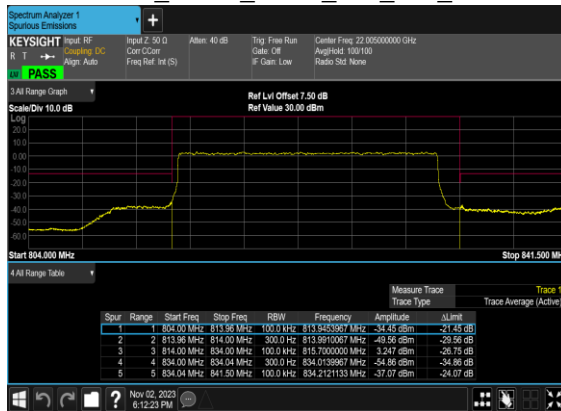 Spectrum Analyzer 1
Spurious Emissions
+
KEYSIGHT
R T
PASS
Input: RF
Coupling: DC
Align: Auto
Input Z: 50 Ω
Corr CCorr
Freq Ref: Int (S)
Atten: 40 dB
Trig: Free Run
Gate: Off
IF Gain: Low
Center Freq: 22.005000000 GHz
Avg|Hold: 100/100
Radio Std: None
3 All Range Graph
Scale/Div 10.0 dB
Ref Lvl Offset 7.50 dB
Ref Value 30.00 dBm
Log
20.0
10.0
0.00
-10.0
-20.0
-30.0
-40.0
-50.0
-60.0
Start 804.000 MHz
Stop 841.500 MH
4 All Range Table
Measure Trace Trace 1
Trace Type Trace Average (Active)
Spur Range Start Freq Stop Freq RBW Frequency Amplitude ΔLimit
1 1 804.00 MHz 813.96 MHz 100.0 kHz 813.9453967 MHz -34.45 dBm -21.45 dB
2 2 813.96 MHz 814.00 MHz 300.0 Hz 813.9910067 MHz -49.56 dBm -29.56 dB
3 3 814.00 MHz 834.00 MHz 100.0 kHz 815.7000000 MHz 3.247 dBm -26.75 dB
4 4 834.00 MHz 834.04 MHz 300.0 Hz 834.0139967 MHz -54.86 dBm -34.86 dB
5 5 834.04 MHz 841.50 MHz 100.0 kHz 834.2121133 MHz -37.07 dBm -24.07 dB
?
Nov 02, 2023
6:12:23 PM